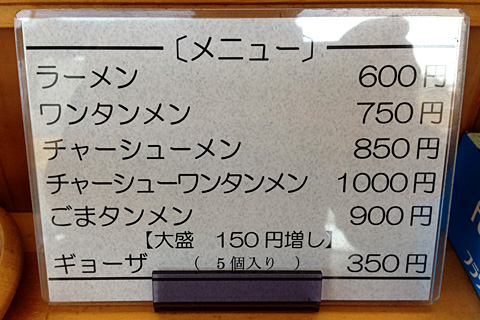 〔メニュー〕
ラーメン 600円
ワンタンメン 750円
チャーシューメン 850円
チャーシューワンタンメン 1000円
ごまタンメン 900円
【大盛 150円増し】
ギョーザ （ 5個入り ） 350円